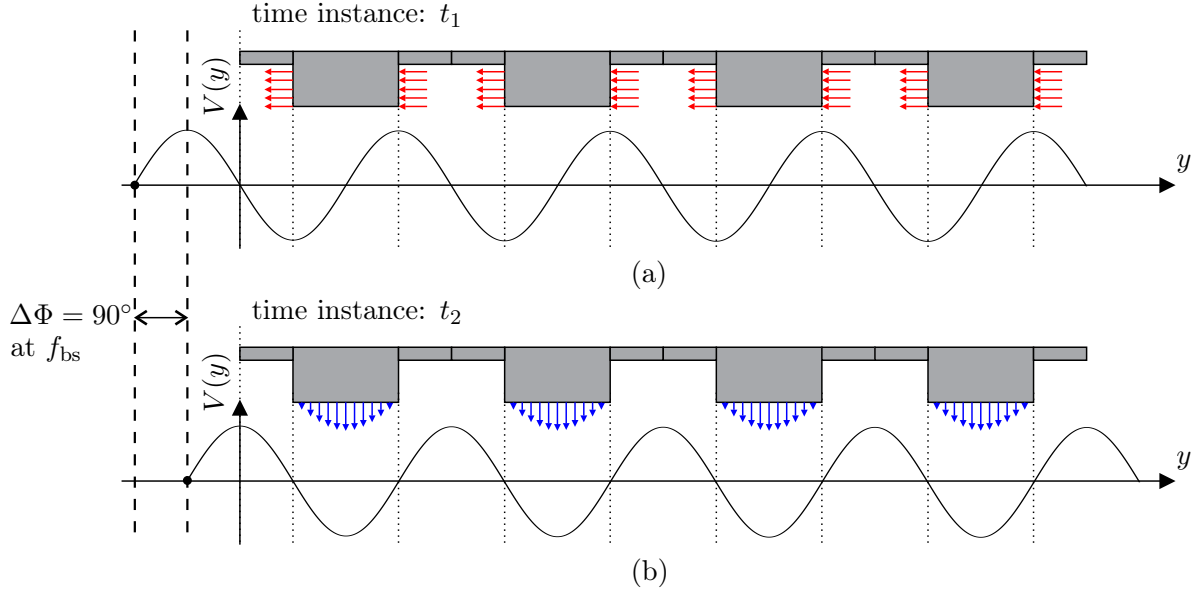 time instance: t₁
V(y)
y
(a)
ΔΦ = 90°
at f_bs
time instance: t₂
V(y)
y
(b)